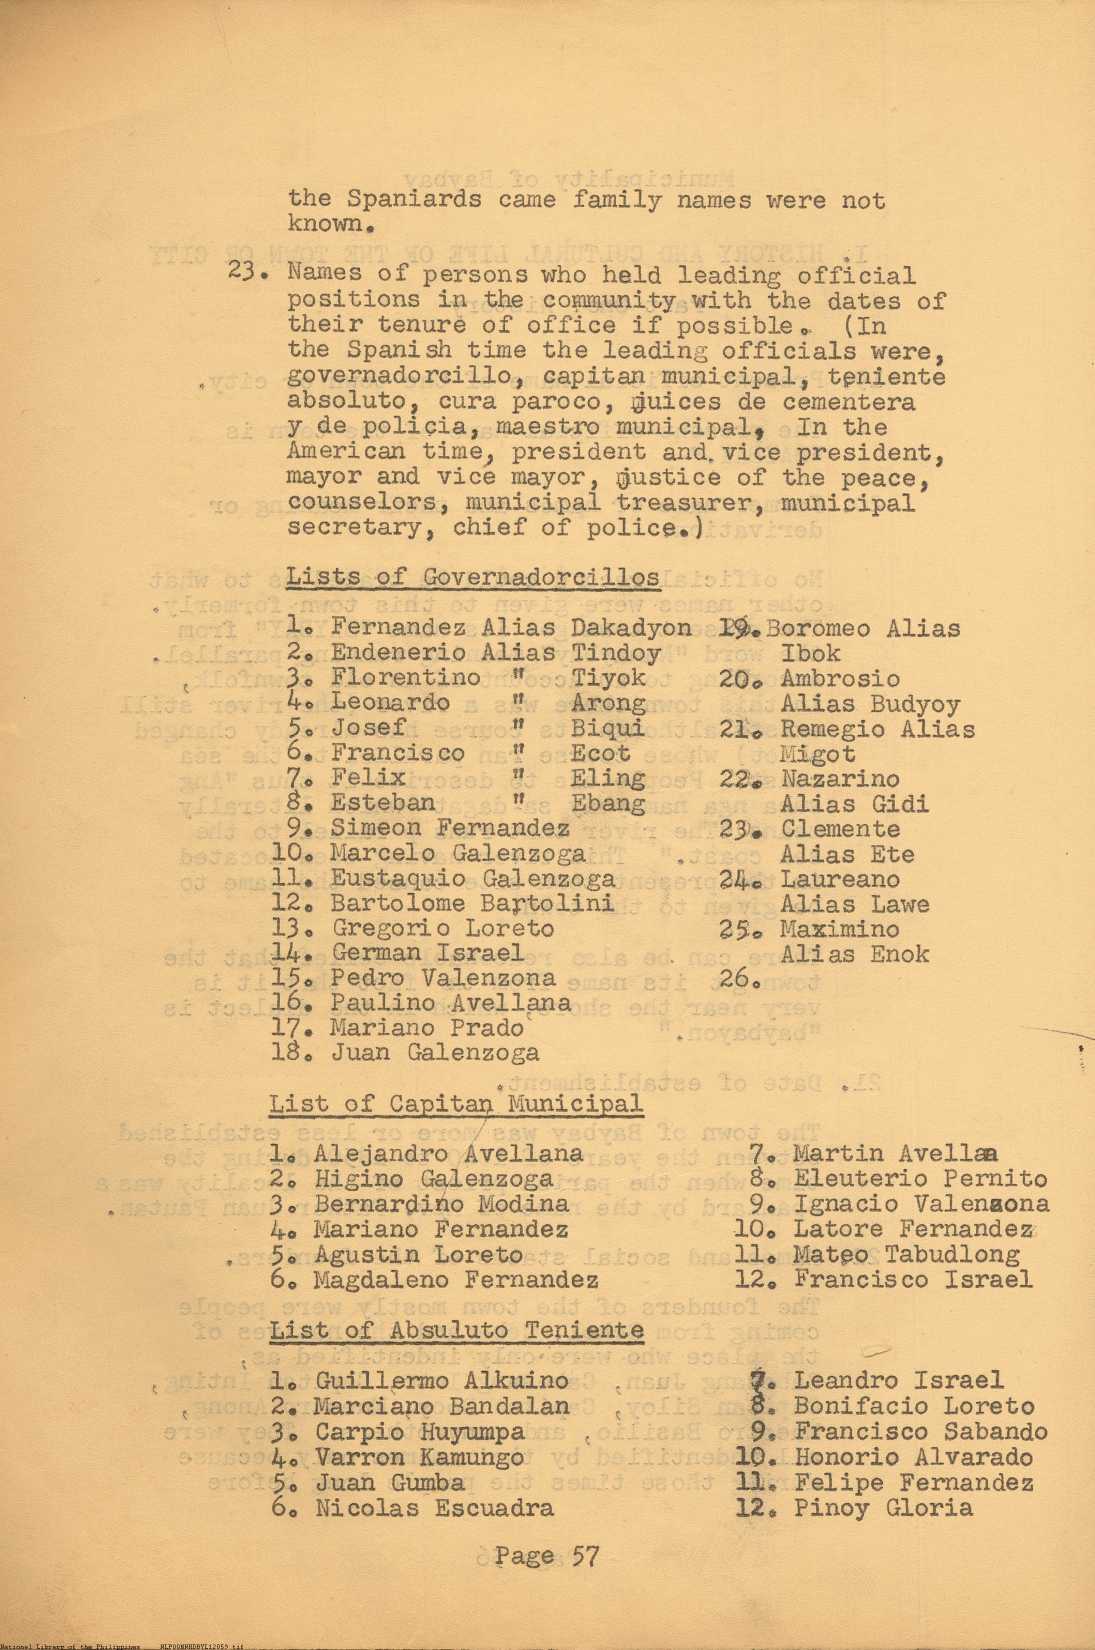 the Spaniards came family names were not
known.
23. Names of persons who held leading official
positions in the community with the dates of
their tenure of office if possible. (In
the Spanish time the leading officials were,
governadorcillo, capitan municipal, teniente
absoluto, cura paroco, juices de cementera
y de policia, maestro municipal, In the
American time, president and vice president,
mayor and vice mayor, justice of the peace,
counselors, municipal treasurer, municipal
secretary, chief of police.)
Lists of Governadorcillos
1. Fernandez Alias Dakadyon
2. Endenerio Alias Tindoy
3. Florentino " Tiyok
4. Leonardo " Arong
5. Josef " Biqui
6. Francisco " Ecot
7. Felix " Eling
8. Esteban " Ebang
9. Simeon Fernandez
10. Marcelo Galenzoga
11. Eustaquio Galenzoga
12. Bartolome Bartolini
13. Gregorio Loreto
14. German Israel
15. Pedro Valenzona
16. Paulino Avellana
17. Mariano Prado
18. Juan Galenzoga
19. Boromeo Alias
Ibok
20. Ambrosio
Alias Budyoy
21. Remegio Alias
Migot
22. Nazarino
Alias Gidi
23. Clemente
Alias Ete
24. Laureano
Alias Lawe
25. Maximino
Alias Enok
26.
List of Capitan Municipal
1. Alejandro Avellana
2. Higino Galenzoga
3. Bernardino Modina
4. Mariano Fernandez
5. Agustin Loreto
6. Magdaleno Fernandez
7. Martin Avellaa
8. Eleuterio Pernito
9. Ignacio Valenzona
10. Latore Fernandez
11. Mateo Tabudlong
12. Francisco Israel
List of Absuluto Teniente
1. Guillermo Alkuino
2. Marciano Bandalan
3. Carpio Huyumpa
4. Varron Kamungo
5. Juan Gumba
6. Nicolas Escuadra
7. Leandro Israel
8. Bonifacio Loreto
9. Francisco Sabando
10. Honorio Alvarado
11. Felipe Fernandez
12. Pinoy Gloria
Page 57
National Library of the Philippines